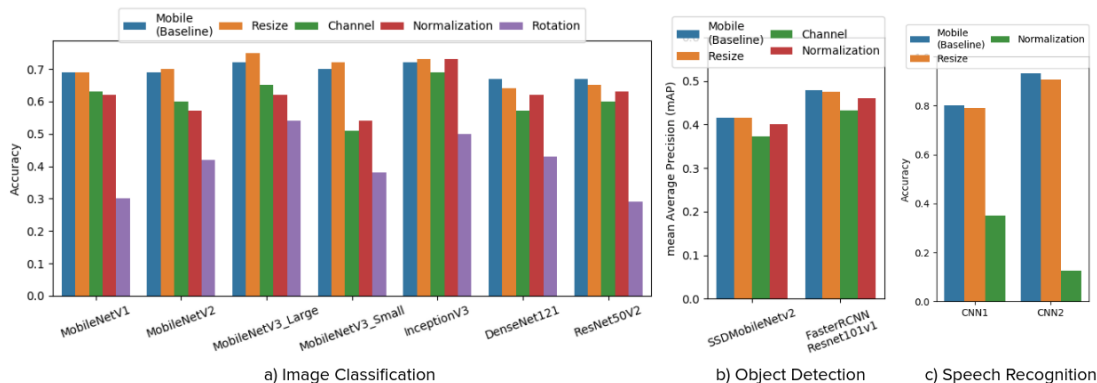 Mobile
(Baseline)
Resize
Channel
Normalization
Rotation
Accuracy
0.7
0.6
0.5
0.4
0.3
0.2
0.1
0.0
MobileNetV1
MobileNetV2
MobileNetV3_Large
MobileNetV3_Small
InceptionV3
DenseNet121
ResNet50V2
a) Image Classification
Mobile
(Baseline)
Resize
Channel
Normalization
mean Average Precision (mAP)
0.5
0.4
0.3
0.2
0.1
0.0
SSDMobileNetv2
FasterRCNN
Resnet101v1
b) Object Detection
Mobile
(Baseline)
Resize
Normalization
Accuracy
0.8
0.6
0.4
0.2
0.0
CNN1
CNN2
c) Speech Recognition